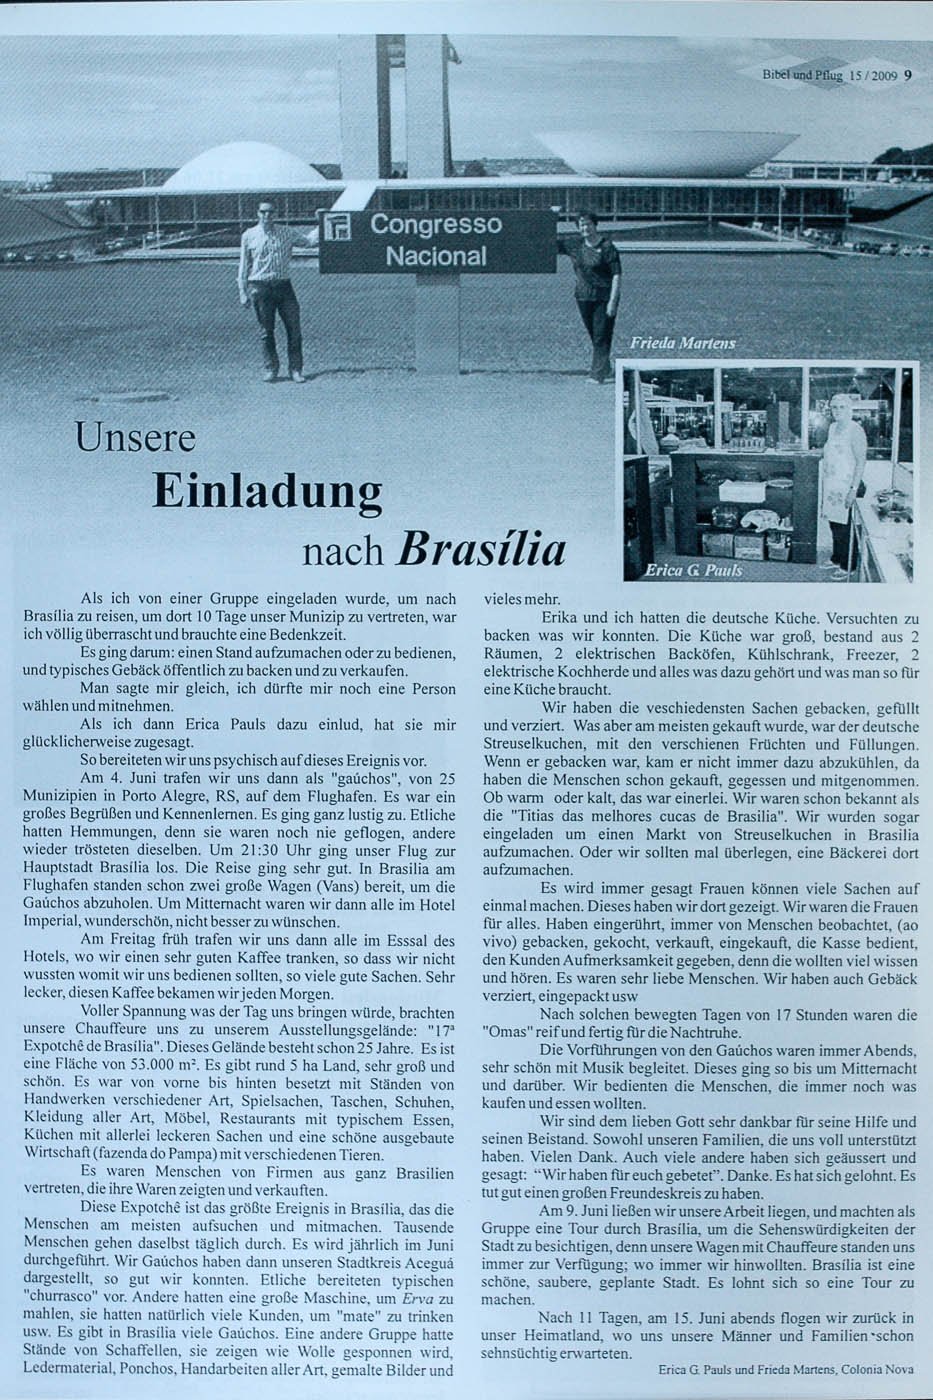 Bibel und Pflug 15 / 2009 9
Congresso
Nacional
Frieda Martens
Erica G. Pauls
Unsere
Einladung
nach Brasília
Als ich von einer Gruppe eingeladen wurde, um nach
Brasília zu reisen, um dort 10 Tage unser Munizip zu vertreten, war
ich völlig überrascht und brauchte eine Bedenkzeit.
Es ging darum: einen Stand aufzumachen oder zu bedienen,
und typisches Gebäck öffentlich zu backen und zu verkaufen.
Man sagte mir gleich, ich dürfte mir noch eine Person
wählen und mitnehmen.
Als ich dann Erica Pauls dazu einlud, hat sie mir
glücklicherweise zugesagt.
So bereiteten wir uns psychisch auf dieses Ereignis vor.
Am 4. Juni trafen wir uns dann als "gaúchos", von 25
Munizipien in Porto Alegre, RS, auf dem Flughafen. Es war ein
großes Begrüßen und Kennenlernen. Es ging ganz lustig zu. Etliche
hatten Hemmungen, denn sie waren noch nie geflogen, andere
wieder trösteten dieselben. Um 21:30 Uhr ging unser Flug zur
Hauptstadt Brasília los. Die Reise ging sehr gut. In Brasilia am
Flughafen standen schon zwei große Wagen (Vans) bereit, um die
Gaúchos abzuholen. Um Mitternacht waren wir dann alle im Hotel
Imperial, wunderschön, nicht besser zu wünschen.
Am Freitag früh trafen wir uns dann alle im Esssal des
Hotels, wo wir einen sehr guten Kaffee tranken, so dass wir nicht
wussten womit wir uns bedienen sollten, so viele gute Sachen. Sehr
lecker, diesen Kaffee bekamen wir jeden Morgen.
Voller Spannung was der Tag uns bringen würde, brachten
unsere Chauffeure uns zu unserem Ausstellungsgelände: "17ª
Expotchê de Brasília". Dieses Gelände besteht schon 25 Jahre. Es ist
eine Fläche von 53.000 m². Es gibt rund 5 ha Land, sehr groß und
schön. Es war von vorne bis hinten besetzt mit Ständen von
Handwerken verschiedener Art, Spielsachen, Taschen, Schuhen,
Kleidung aller Art, Möbel, Restaurants mit typischem Essen,
Küchen mit allerlei leckeren Sachen und eine schöne ausgebaute
Wirtschaft (fazenda do Pampa) mit verschiedenen Tieren.
Es waren Menschen von Firmen aus ganz Brasilien
vertreten, die ihre Waren zeigten und verkauften.
Diese Expotchê ist das größte Ereignis in Brasília, das die
Menschen am meisten aufsuchen und mitmachen. Tausende
Menschen gehen daselbst täglich durch. Es wird jährlich im Juni
durchgeführt. Wir Gaúchos haben dann unseren Stadtkreis Aceguá
dargestellt, so gut wir konnten. Etliche bereiteten typischen
"churrasco" vor. Andere hatten eine große Maschine, um Erva zu
mahlen, sie hatten natürlich viele Kunden, um "mate" zu trinken
usw. Es gibt in Brasília viele Gaúchos. Eine andere Gruppe hatte
Stände von Schaffellen, sie zeigen wie Wolle gesponnen wird,
Ledermaterial, Ponchos, Handarbeiten aller Art, gemalte Bilder und
vieles mehr.
Erika und ich hatten die deutsche Küche. Versuchten zu
backen was wir konnten. Die Küche war groß, bestand aus 2
Räumen, 2 elektrischen Backöfen, Kühlschrank, Freezer, 2
elektrische Kochherde und alles was dazu gehört und was man so für
eine Küche braucht.
Wir haben die veschiedensten Sachen gebacken, gefüllt
und verziert. Was aber am meisten gekauft wurde, war der deutsche
Streuselkuchen, mit den verschienen Früchten und Füllungen.
Wenn er gebacken war, kam er nicht immer dazu abzukühlen, da
haben die Menschen schon gekauft, gegessen und mitgenommen.
Ob warm oder kalt, das war einerlei. Wir waren schon bekannt als
die "Titias das melhores cucas de Brasilia". Wir wurden sogar
eingeladen um einen Markt von Streuselkuchen in Brasilia
aufzumachen. Oder wir sollten mal überlegen, eine Bäckerei dort
aufzumachen.
Es wird immer gesagt Frauen können viele Sachen auf
einmal machen. Dieses haben wir dort gezeigt. Wir waren die Frauen
für alles. Haben eingerührt, immer von Menschen beobachtet, (ao
vivo) gebacken, gekocht, verkauft, eingekauft, die Kasse bedient,
den Kunden Aufmerksamkeit gegeben, denn die wollten viel wissen
und hören. Es waren sehr liebe Menschen. Wir haben auch Gebäck
verziert, eingepackt usw
Nach solchen bewegten Tagen von 17 Stunden waren die
"Omas" reif und fertig für die Nachtruhe.
Die Vorführungen von den Gaúchos waren immer Abends,
sehr schön mit Musik begleitet. Dieses ging so bis um Mitternacht
und darüber. Wir bedienten die Menschen, die immer noch was
kaufen und essen wollten.
Wir sind dem lieben Gott sehr dankbar für seine Hilfe und
seinen Beistand. Sowohl unseren Familien, die uns voll unterstützt
haben. Vielen Dank. Auch viele andere haben sich geäussert und
gesagt: “Wir haben für euch gebetet”. Danke. Es hat sich gelohnt. Es
tut gut einen großen Freundeskreis zu haben.
Am 9. Juni ließen wir unsere Arbeit liegen, und machten als
Gruppe eine Tour durch Brasília, um die Sehenswürdigkeiten der
Stadt zu besichtigen, denn unsere Wagen mit Chauffeure standen uns
immer zur Verfügung; wo immer wir hinwollten. Brasília ist eine
schöne, saubere, geplante Stadt. Es lohnt sich so eine Tour zu
machen.
Nach 11 Tagen, am 15. Juni abends flogen wir zurück in
unser Heimatland, wo uns unsere Männer und Familien schon
sehnsüchtig erwarteten.
Erica G. Pauls und Frieda Martens, Colonia Nova